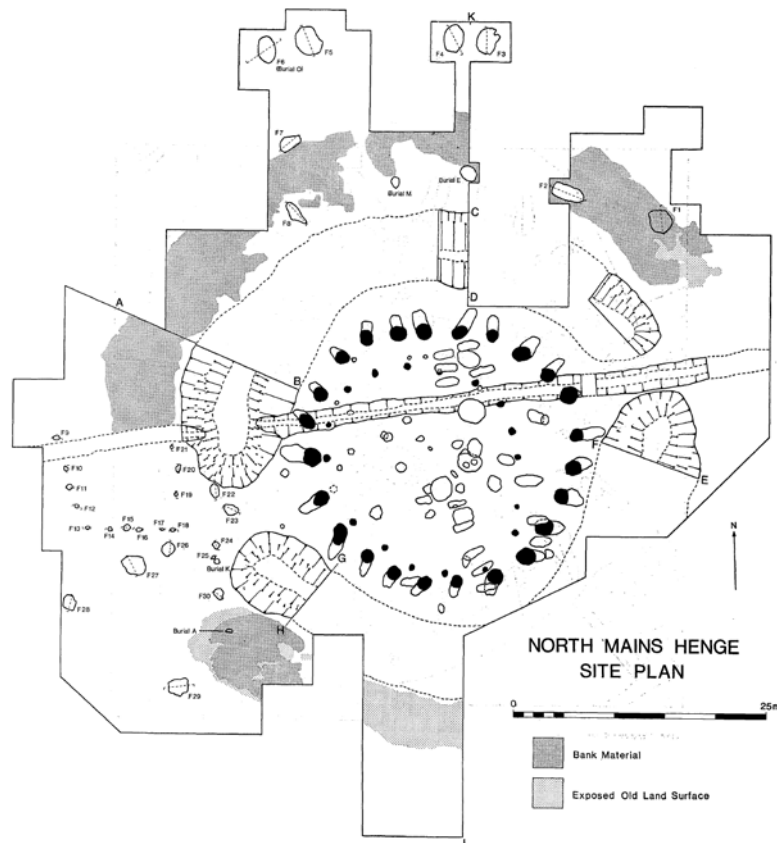 K
F6
(Burial O)
F5
F4
F3
F7
Burial M
Burial E
F2
F1
F8
C
D
A
B
F9
F21
F10
F20
F11
F19
F22
F12
F23
F13
F14
F15
F16
F17
F18
F24
F26
F25
Burial K
F27
F30
F28
Burial A
F29
F
E
G
H
N
NORTH MAINS HENGE
SITE PLAN
0
25m
Bank Material
Exposed Old Land Surface